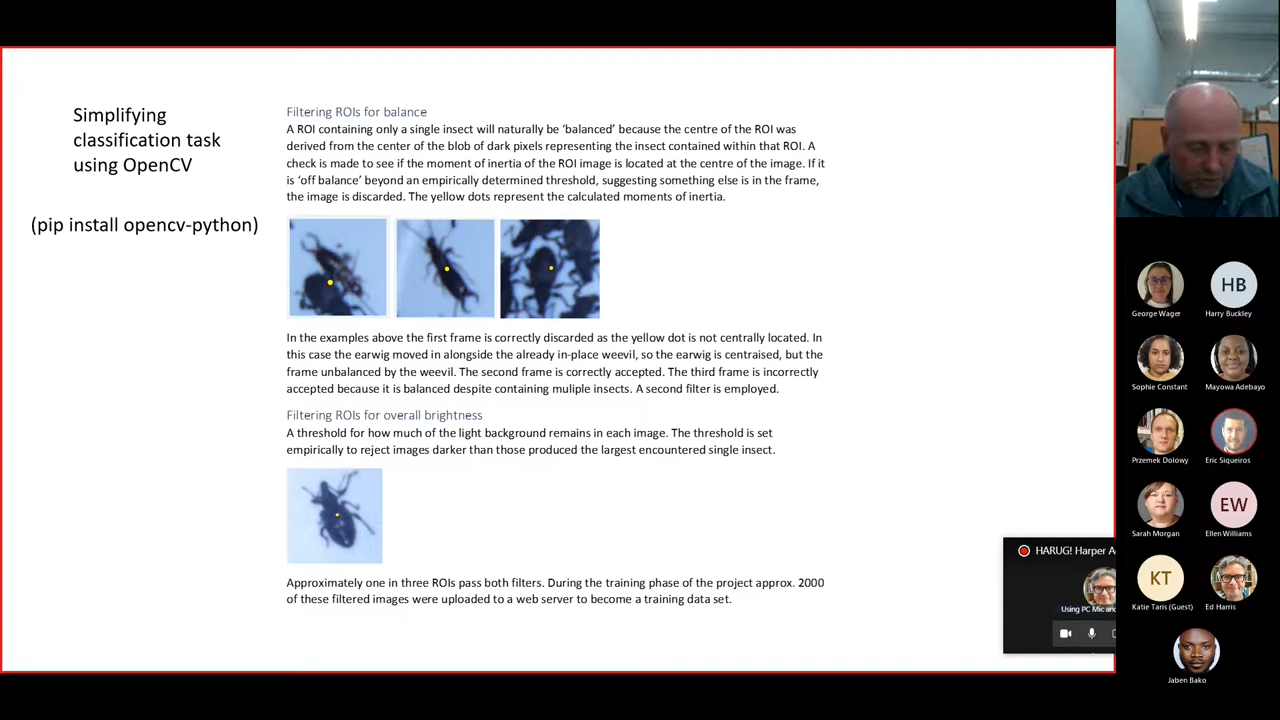 Simplifying
classification task
using OpenCV
(pip install opencv-python)
Filtering ROIs for balance
A ROI containing only a single insect will naturally be ‘balanced’ because the centre of the ROI was
derived from the center of the blob of dark pixels representing the insect contained within that ROI. A
check is made to see if the moment of inertia of the ROI image is located at the centre of the image. If it
is ‘off balance’ beyond an empirically determined threshold, suggesting something else is in the frame,
the image is discarded. The yellow dots represent the calculated moments of inertia.
In the examples above the first frame is correctly discarded as the yellow dot is not centrally located. In
this case the earwig moved in alongside the already in-place weevil, so the earwig is centraised, but the
frame unbalanced by the weevil. The second frame is correctly accepted. The third frame is incorrectly
accepted because it is balanced despite containing muliple insects. A second filter is employed.
Filtering ROIs for overall brightness
A threshold for how much of the light background remains in each image. The threshold is set
empirically to reject images darker than those produced the largest encountered single insect.
Approximately one in three ROIs pass both filters. During the training phase of the project approx. 2000
of these filtered images were uploaded to a web server to become a training data set.
HARUG! Harper A
Using PC Mic and
George Wager
HB
Harry Buckley
Sophie Constant
Mayowa Adebayo
Przemek Dolowy
Eric Siqueiros
Sarah Morgan
EW
Ellen Williams
KT
Katie Taris (Guest)
Ed Harris
Jaben Bako